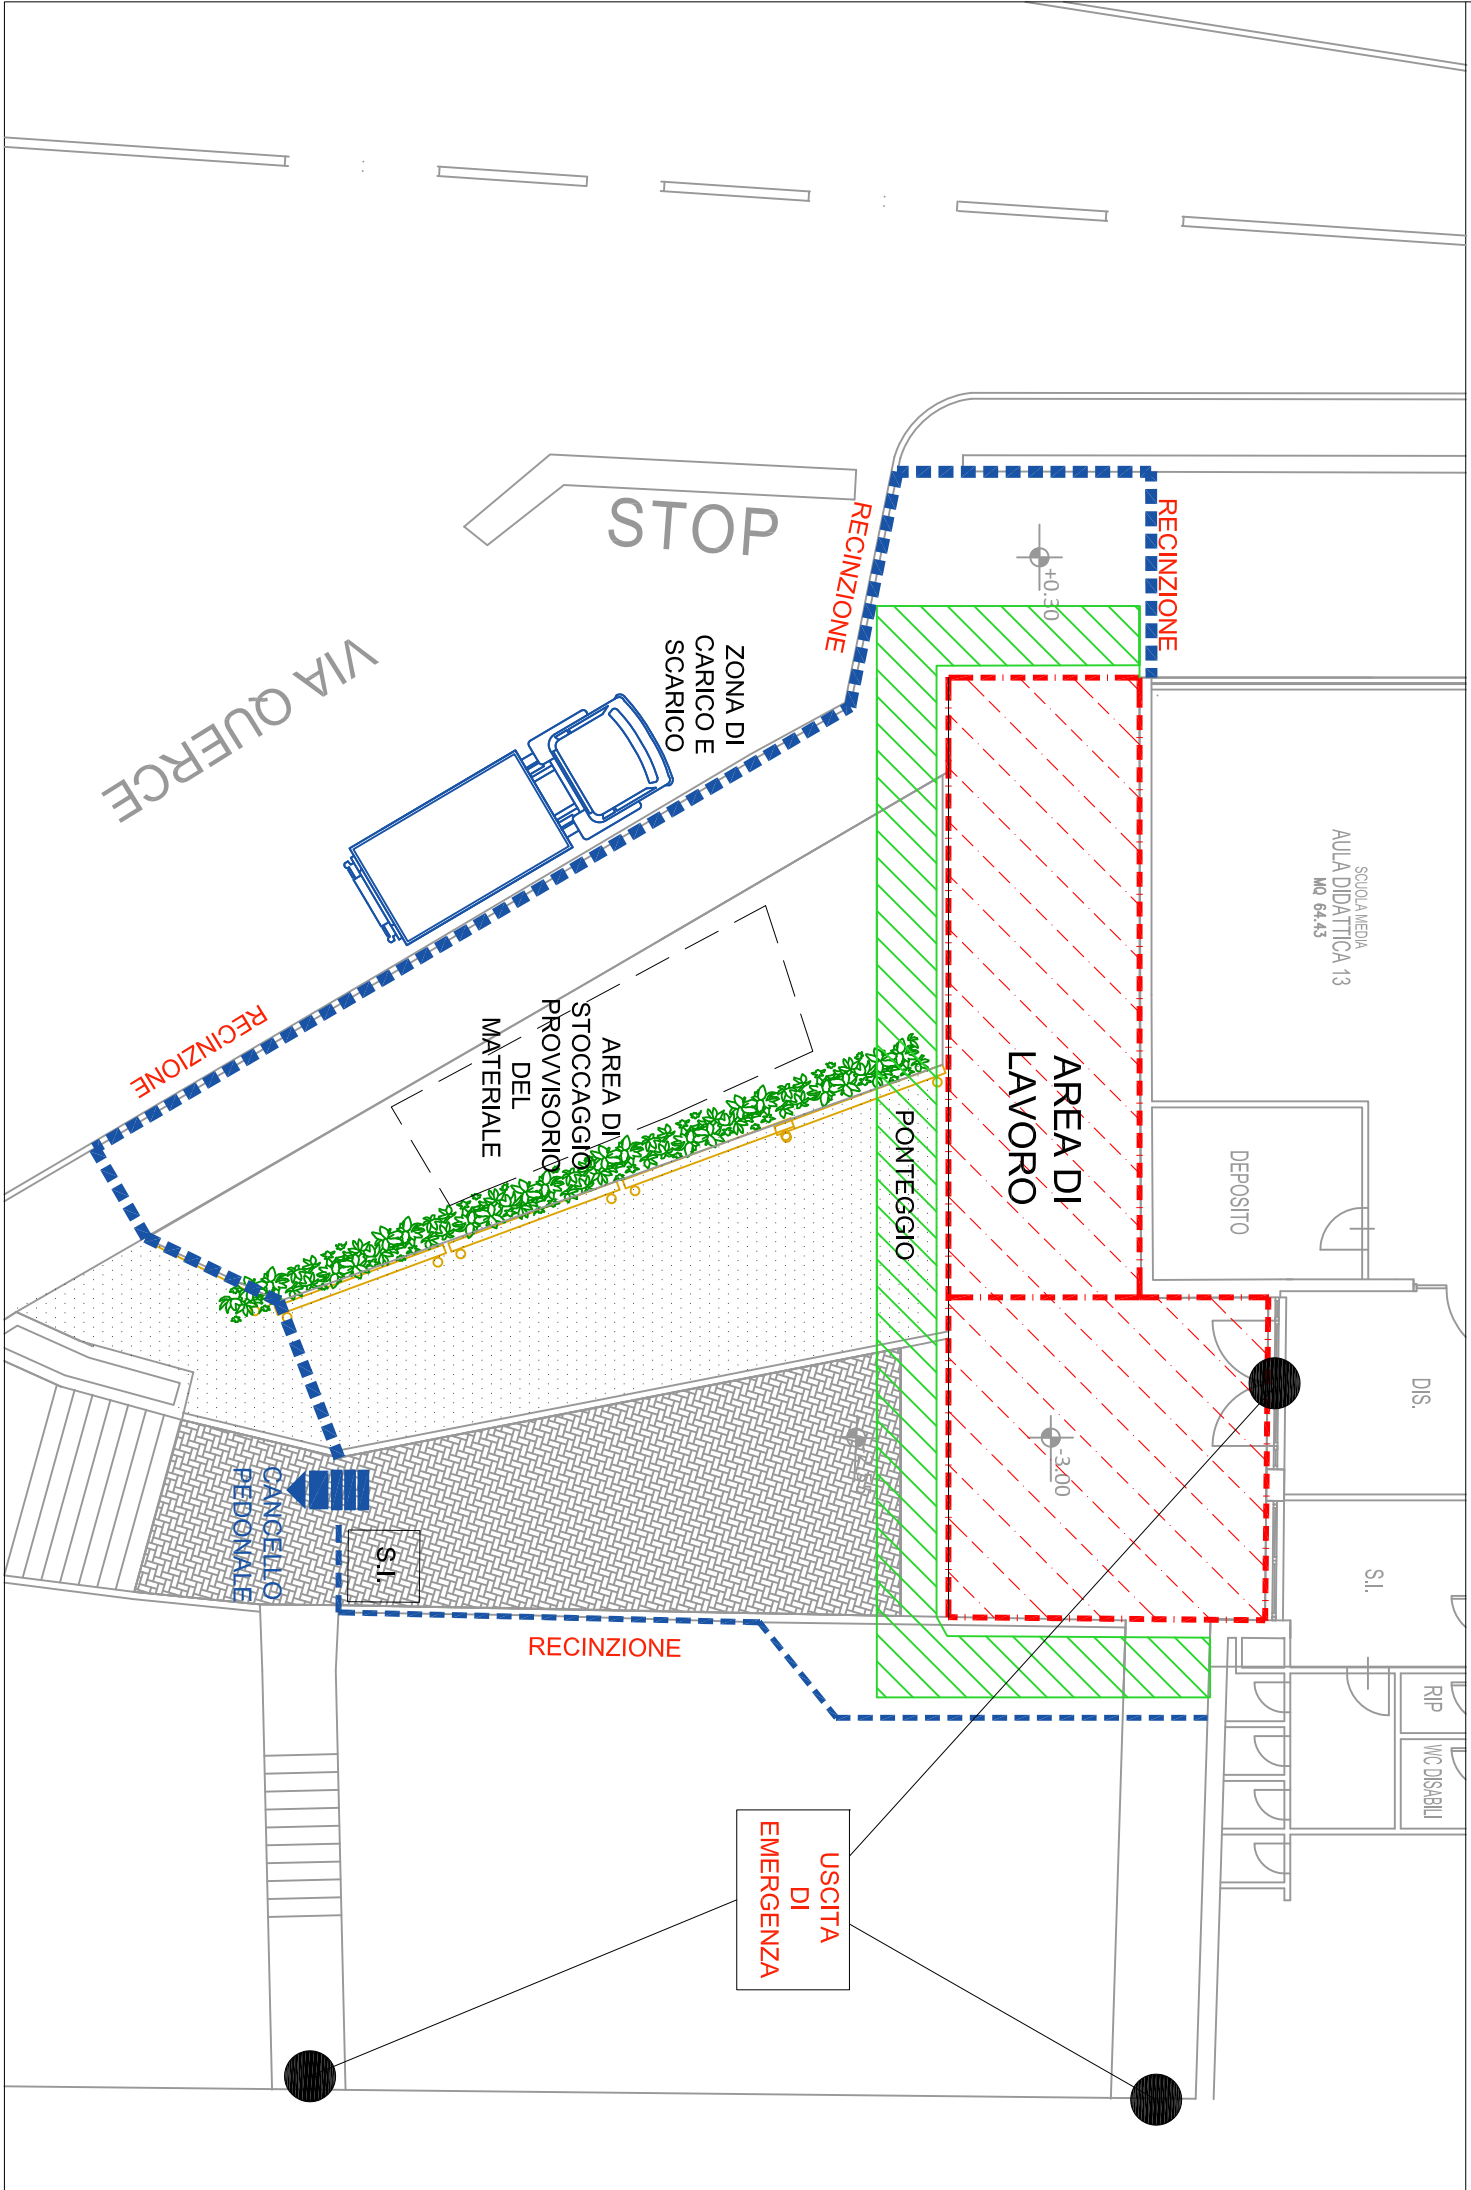 STOP
VIA QUERCE
RECINZIONE
RECINZIONE
+0.30
ZONA DI
CARICO E
SCARICO
SCUOLA MEDIA
AULA DIDATTICA 13
MQ 64.43
RECINZIONE
AREA DI
STOCCAGGIO
PROVVISORIO
DEL
MATERIALE
AREA DI
LAVORO
PONTEGGIO
DEPOSITO
DIS.
-3.00
CANCELLO
PEDONALE
S.I.
S.I.
RECINZIONE
RIP
WC DISABILI
USCITA
DI
EMERGENZA